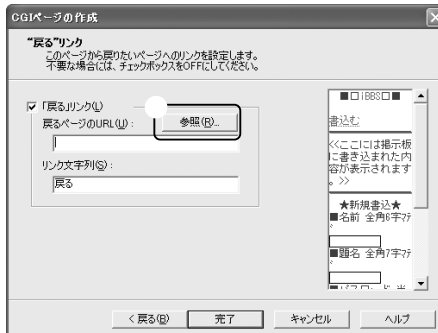 CGIページの作成
“戻る”リンク
このページから戻りたいページへのリンクを設定します。
不要な場合には、チェックボックスをOFFにしてください。
「戻る」リンク(L)
戻るページのURL(U):
参照(R)...
リンク文字列(S):
戻る
■□iBBS□■
書込む
<<ここには掲示板
に書き込まれた内
容が表示されます
。>>
★新規書込★
■名前 全角6字マデ
■題名 全角7字マデ
< 戻る(B)
完了
キャンセル
ヘルプ